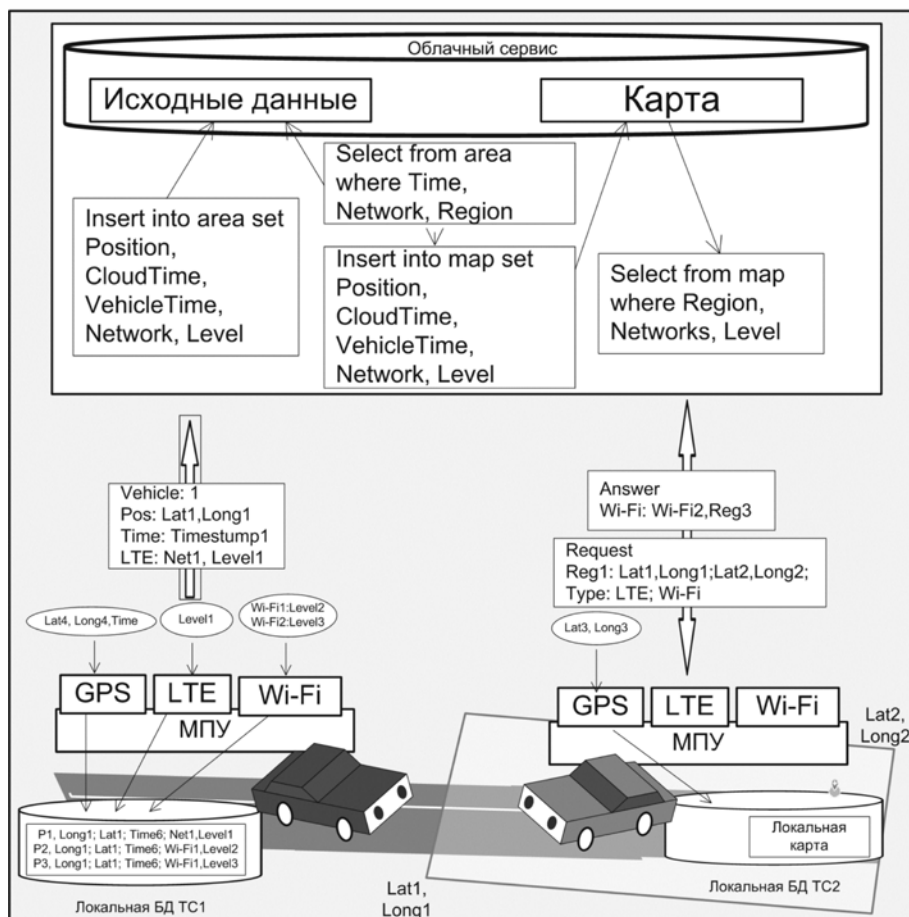 Облачный сервис
Исходные данные
Карта
Select from area
where Time,
Network, Region
Insert into area set
Position,
CloudTime,
VehicleTime,
Network, Level
Insert into map set
Position,
CloudTime,
VehicleTime,
Network, Level
Select from map
where Region,
Networks, Level
Vehicle: 1
Pos: Lat1,Long1
Time: Timestump1
LTE: Net1, Level1
Answer
Wi-Fi: Wi-Fi2,Reg3
Request
Reg1: Lat1,Long1;Lat2,Long2;
Type: LTE; Wi-Fi
Lat4, Long4,Time
Level1
Wi-Fi1:Level2
Wi-Fi2:Level3
Lat3, Long3
GPS
LTE
Wi-Fi
МПУ
GPS
LTE
Wi-Fi
МПУ
Lat2,
Long2
P1, Long1; Lat1; Time6; Net1,Level1
P2, Long1; Lat1; Time6; Wi-Fi1,Level2
P3, Long1; Lat1; Time6; Wi-Fi1,Level3
Локальная БД ТС1
Локальная
карта
Локальная БД ТС2
Lat1,
Long1